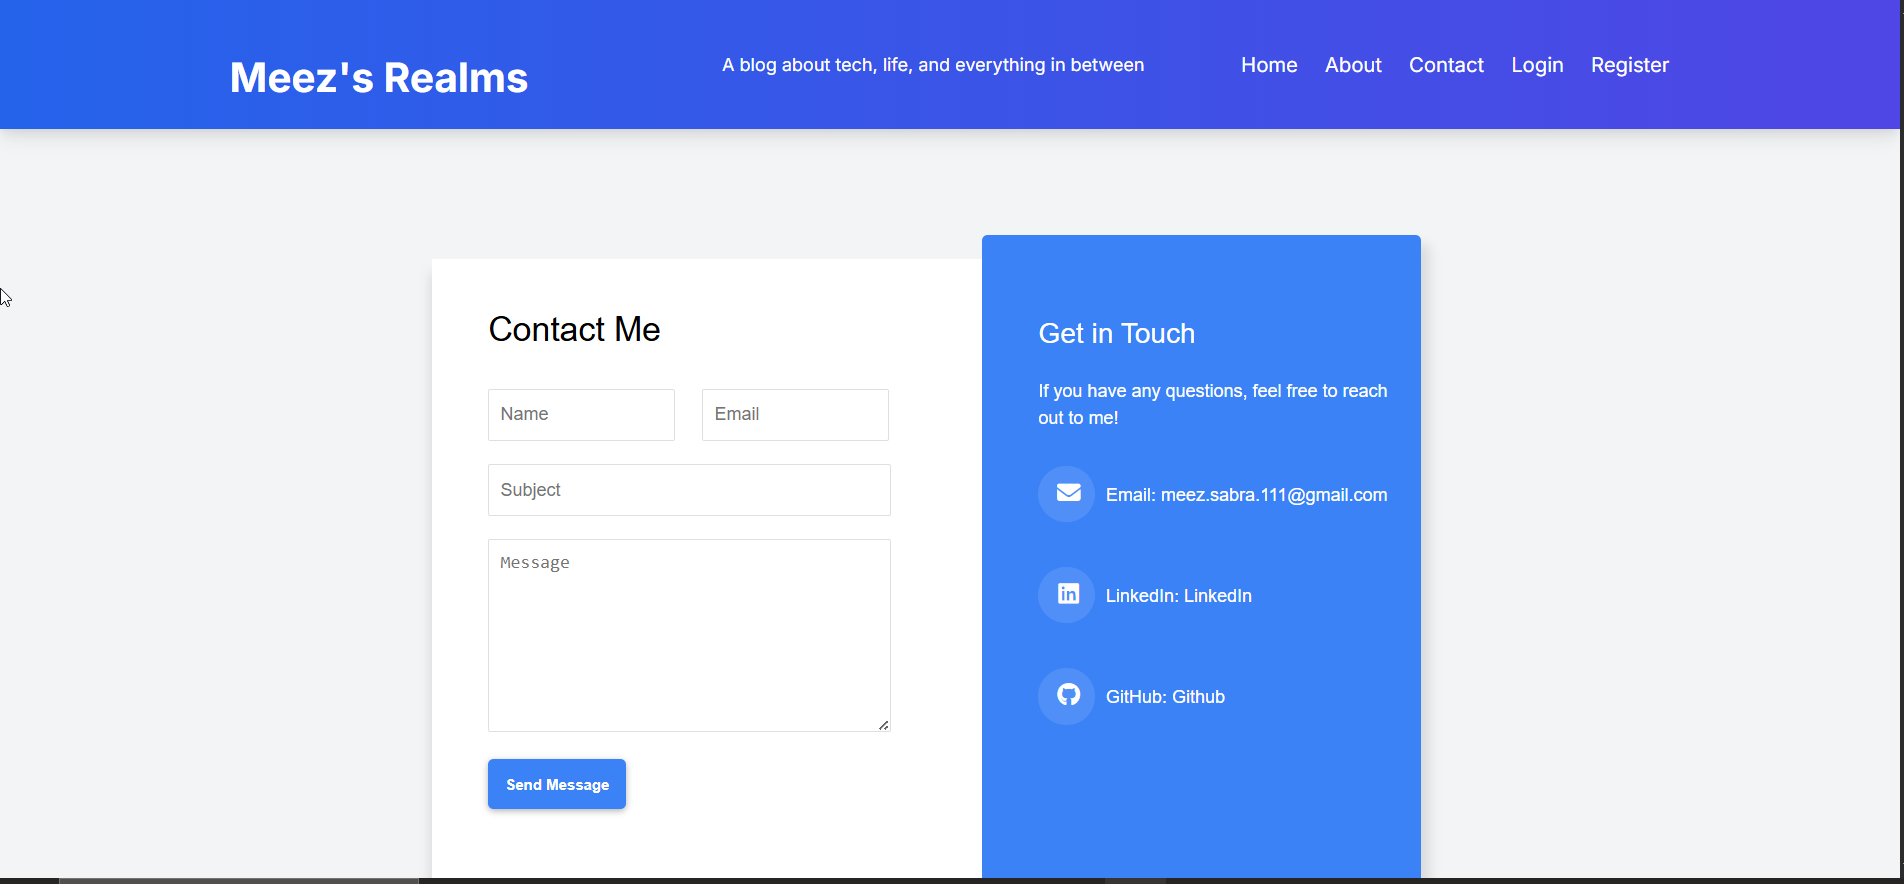 Meez's Realms
A blog about tech, life, and everything in between
Home About Contact Login Register
Contact Me
Name Email
Subject
Message
Send Message
Get in Touch
If you have any questions, feel free to reach
out to me!
Email: meez.sabra.111@gmail.com
LinkedIn: LinkedIn
GitHub: Github